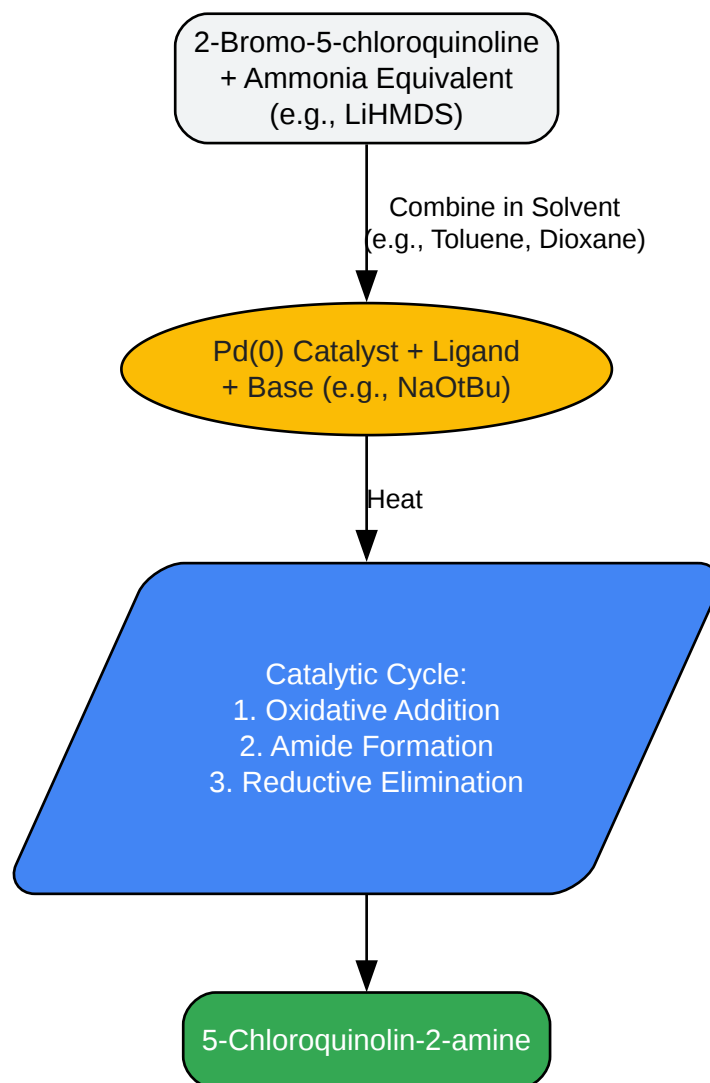 2-Bromo-5-chloroquinoline
+ Ammonia Equivalent
(e.g., LiHMDS)
Combine in Solvent
(e.g., Toluene, Dioxane)
Pd(0) Catalyst + Ligand
+ Base (e.g., NaOtBu)
Heat
Catalytic Cycle:
1. Oxidative Addition
2. Amide Formation
3. Reductive Elimination
5-Chloroquinolin-2-amine